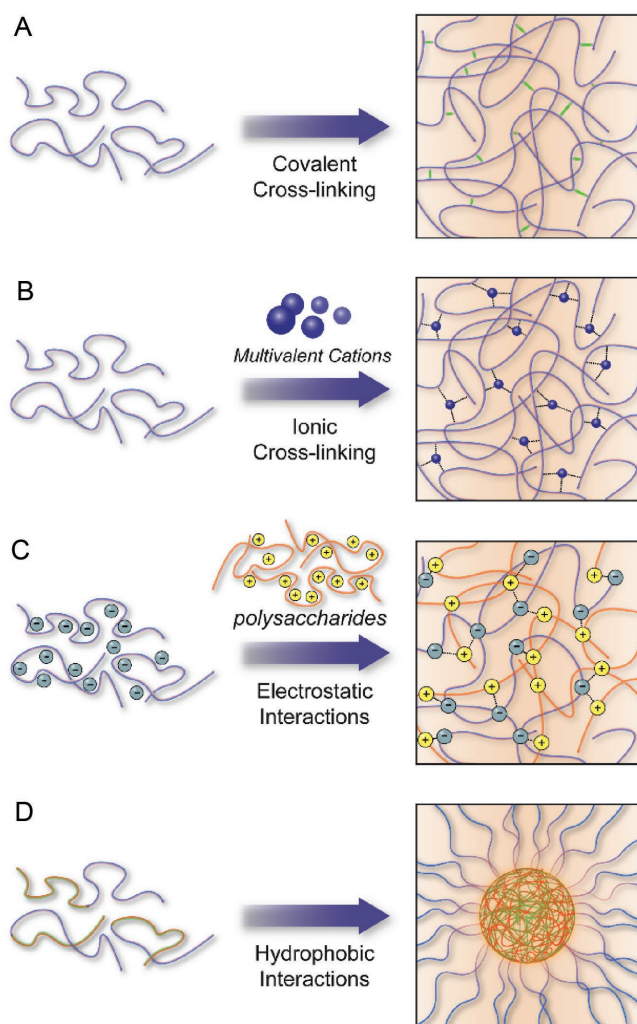 A
Covalent
Cross-linking
B
Multivalent Cations
Ionic
Cross-linking
C
polysaccharides
Electrostatic
Interactions
D
Hydrophobic
Interactions